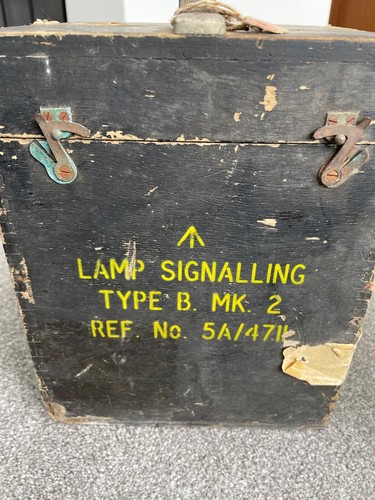 LAMP SIGNALLING
TYPE B. MK. 2
REF. No. 5A/4711